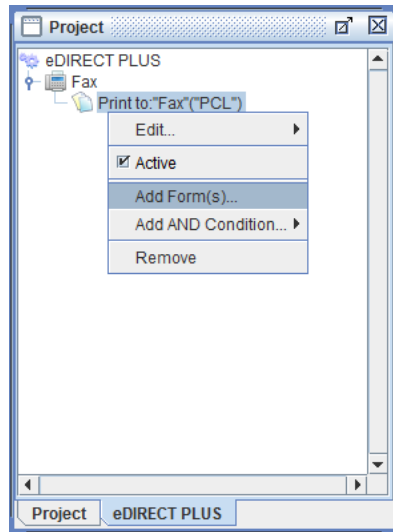 Project
eDIRECT PLUS
Fax
Print to:"Fax"("PCL")
Edit...
Active
Add Form(s)...
Add AND Condition...
Remove
Project eDIRECT PLUS